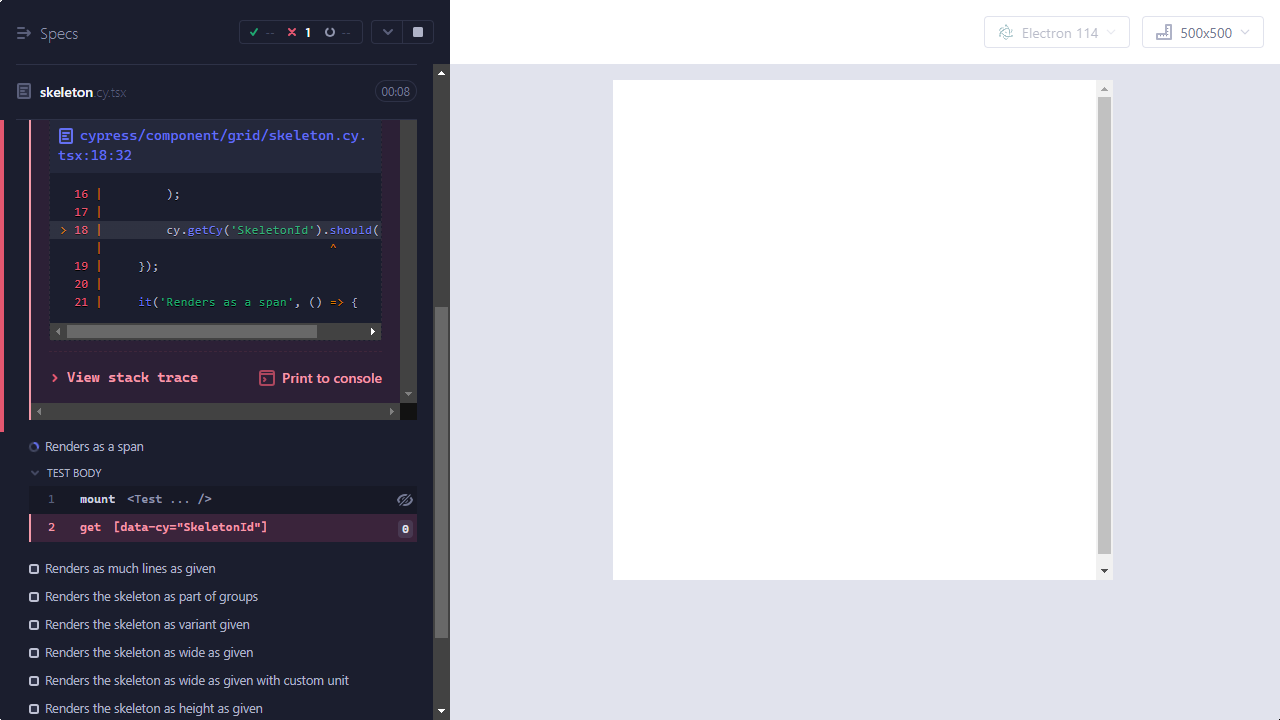 Specs
-- 1 --
Electron 114
500x500
skeleton.cy.tsx
00:08
cypress/component/grid/skeleton.cy.
tsx:18:32
16 | );
17 |
> 18 | cy.getCy('SkeletonId').should(
| ^
19 | });
20 |
21 | it('Renders as a span', () => {
View stack trace
Print to console
Renders as a span
TEST BODY
1 mount <Test ... />
2 get [data-cy="SkeletonId"] 0
Renders as much lines as given
Renders the skeleton as part of groups
Renders the skeleton as variant given
Renders the skeleton as wide as given
Renders the skeleton as wide as given with custom unit
Renders the skeleton as height as given